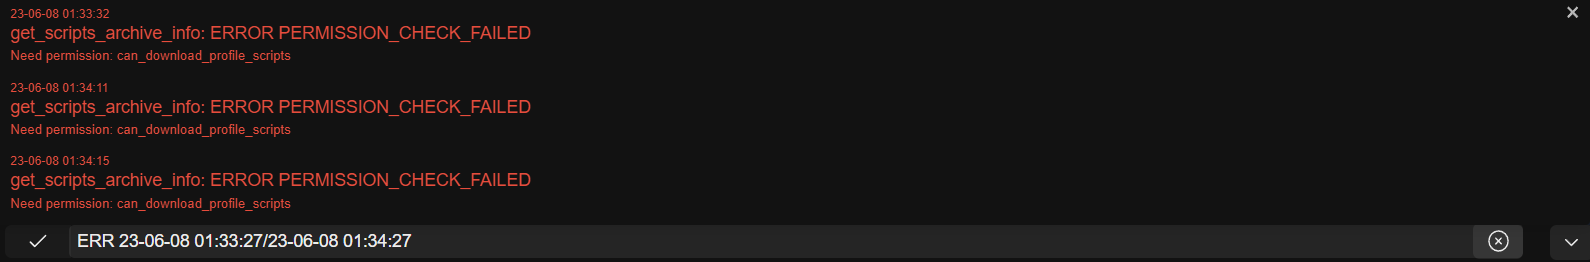 23-06-08 01:33:32
get_scripts_archive_info: ERROR PERMISSION_CHECK_FAILED
Need permission: can_download_profile_scripts
23-06-08 01:34:11
get_scripts_archive_info: ERROR PERMISSION_CHECK_FAILED
Need permission: can_download_profile_scripts
23-06-08 01:34:15
get_scripts_archive_info: ERROR PERMISSION_CHECK_FAILED
Need permission: can_download_profile_scripts
ERR 23-06-08 01:33:27/23-06-08 01:34:27